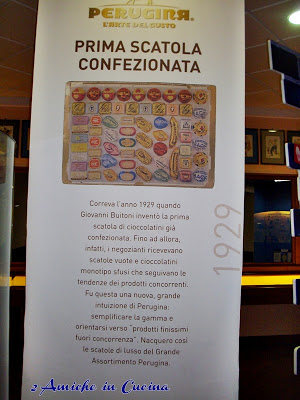 PERUGINA
L'ARTE DEL GUSTO
PRIMA SCATOLA
CONFEZIONATA
Correva l'anno 1929 quando
Giovanni Buitoni inventò la prima
scatola di cioccolatini già
confezionata. Fino ad allora,
infatti, i negozianti ricevevano
scatole vuote e cioccolatini
monotipo sfusi che seguivano le
tendenze dei prodotti concorrenti.
Fu questa una nuova, grande
intuizione di Perugina:
semplificare la gamma e
orientarsi verso "prodotti finissimi
fuori concorrenza". Nacquero così
le scatole di lusso del Grande
Assortimento Perugina.
1929
2 Amiche in Cucina